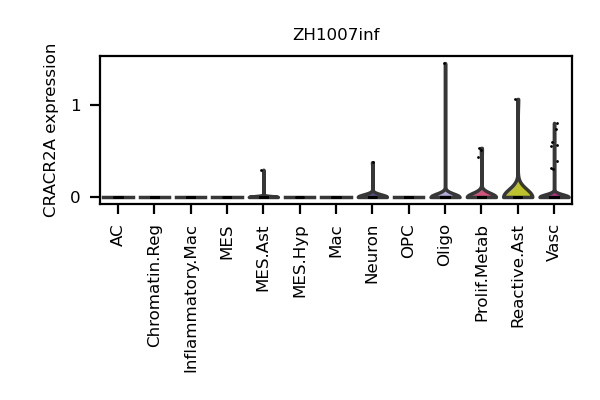 ZH1007inf
CRACR2A expression
1
0
AC
Chromatin.Reg
Inflammatory.Mac
MES
MES.Ast
MES.Hyp
Mac
Neuron
OPC
Oligo
Prolif.Metab
Reactive.Ast
Vasc